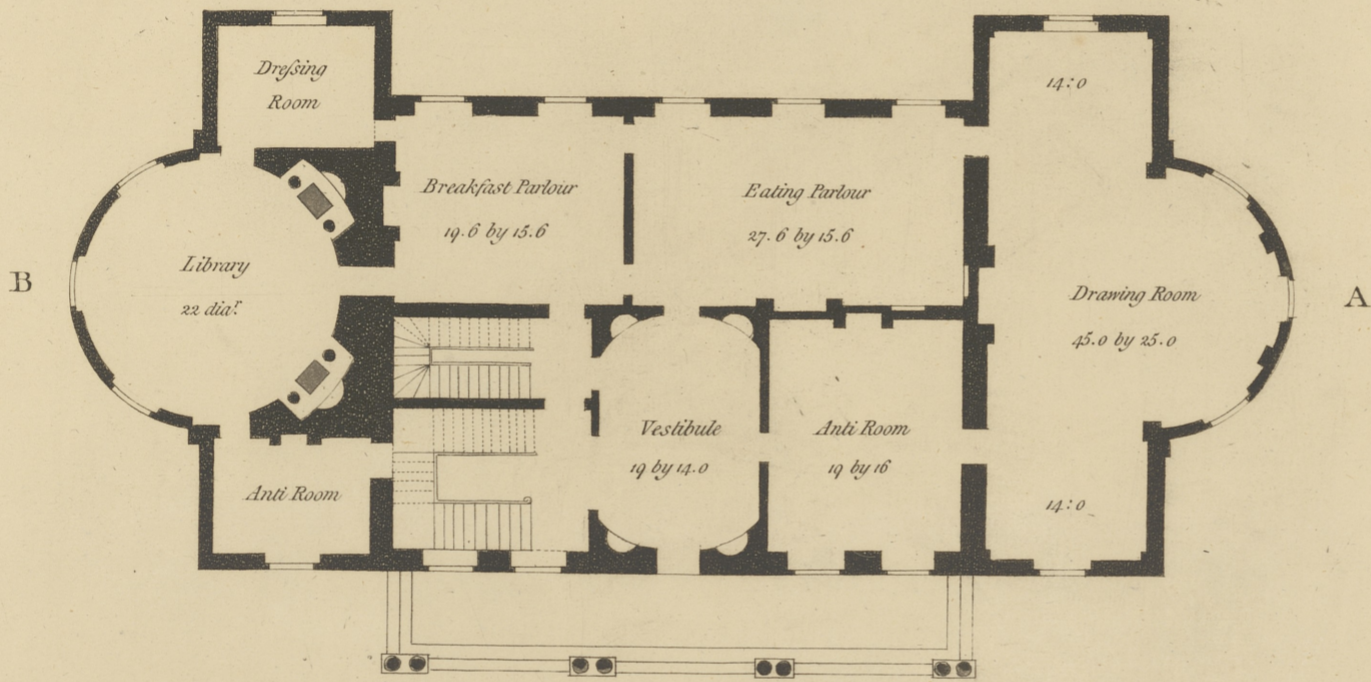 Dreſsing
Room
14:0
Breakfast Parlour
19.6 by 15.6
Eating Parlour
27.6 by 15.6
B
Library
22 diaʳ.
Drawing Room
45.0 by 25.0
A
Vestibule
19 by 14.0
Anti Room
19 by 16
Anti Room
14:0